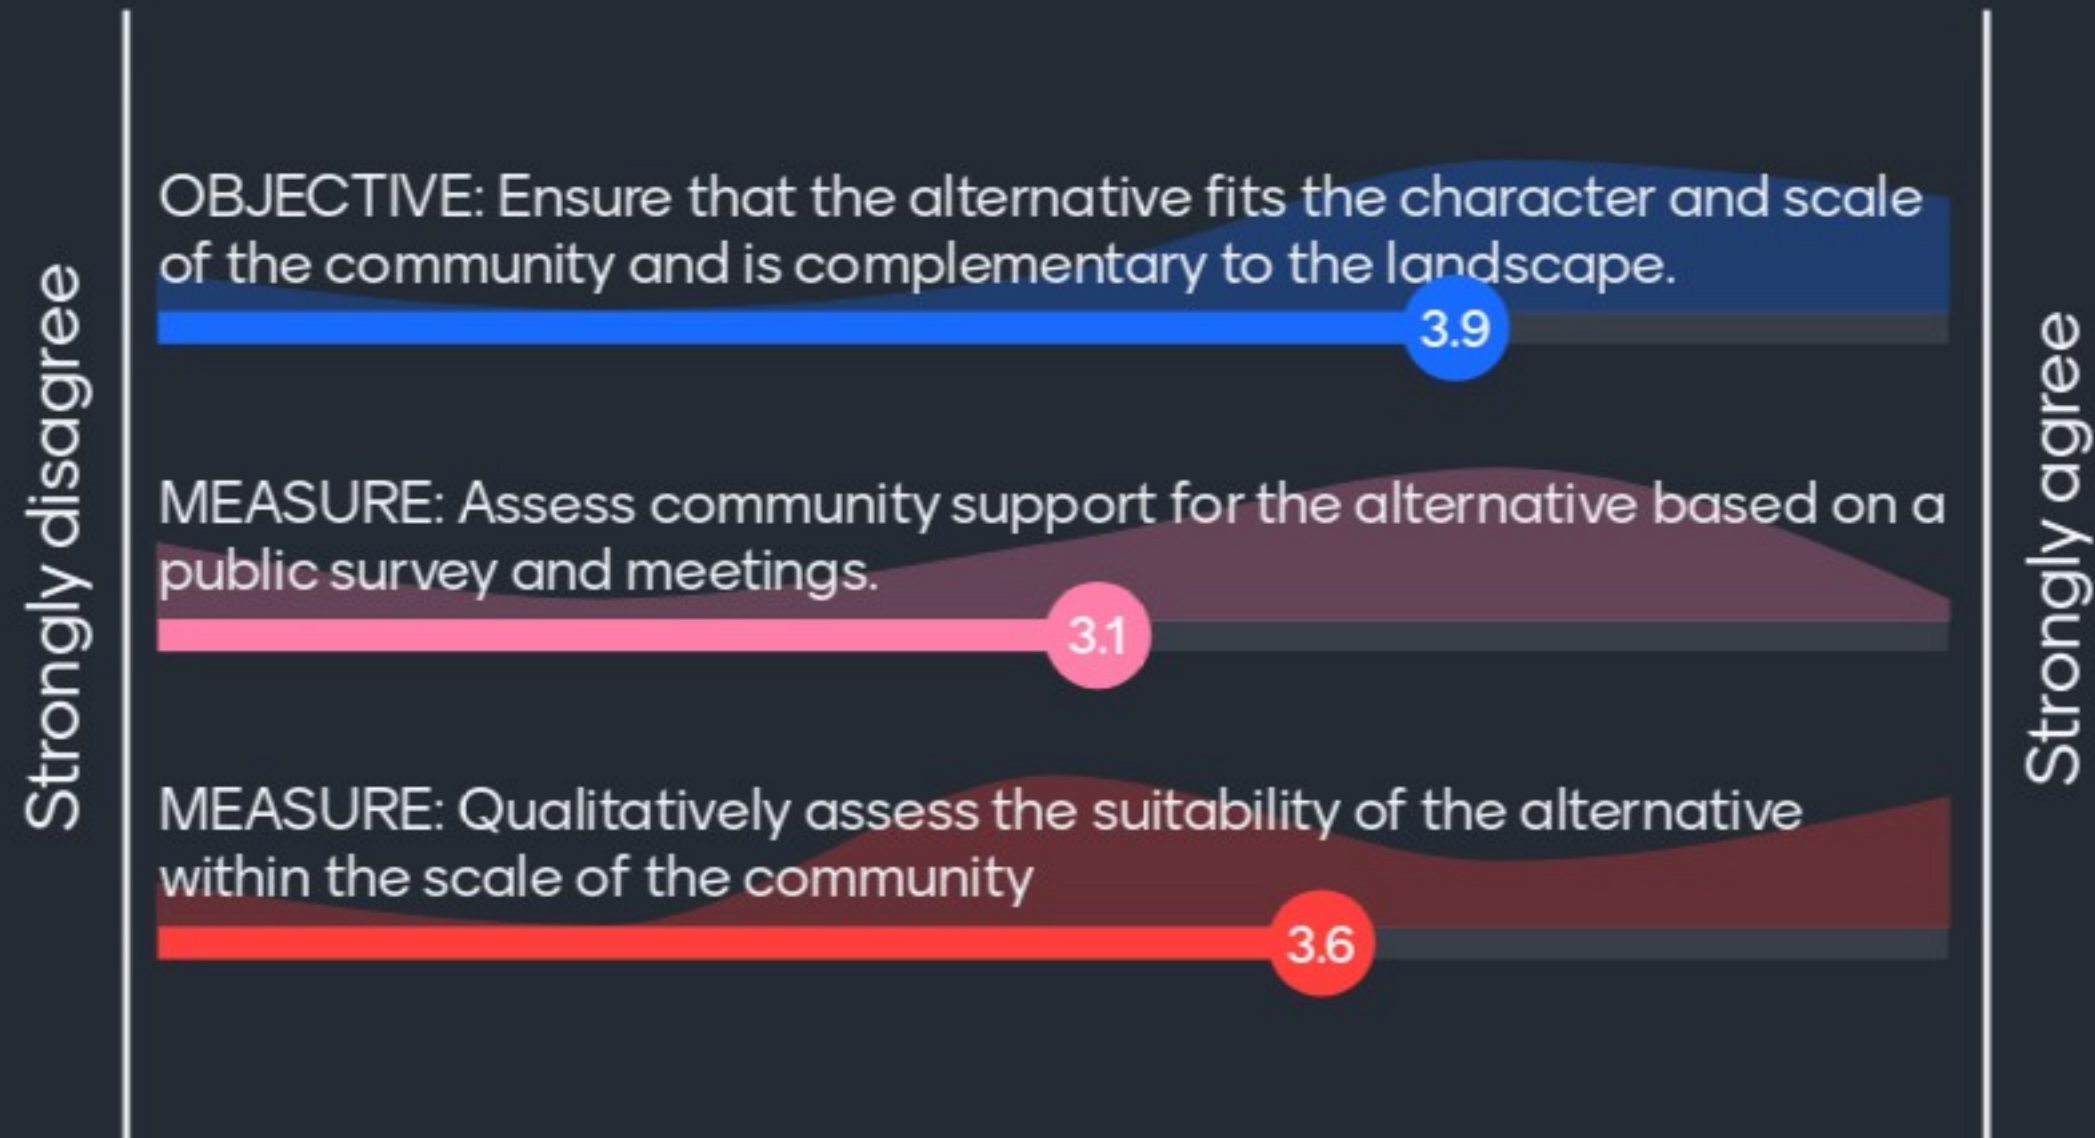 Strongly disagree
OBJECTIVE: Ensure that the alternative fits the character and scale
of the community and is complementary to the landscape.
3.9
MEASURE: Assess community support for the alternative based on a
public survey and meetings.
3.1
MEASURE: Qualitatively assess the suitability of the alternative
within the scale of the community
3.6
Strongly agree